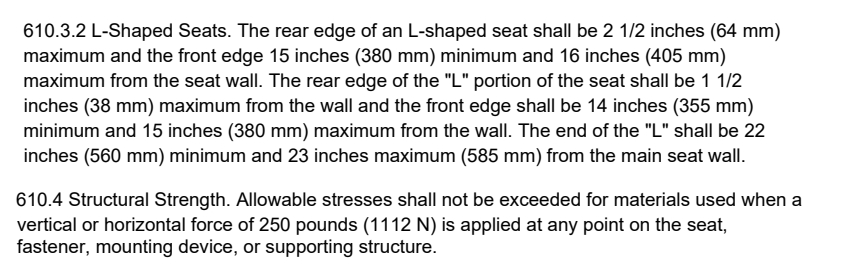 610.3.2 L-Shaped Seats. The rear edge of an L-shaped seat shall be 2 1/2 inches (64 mm)
maximum and the front edge 15 inches (380 mm) minimum and 16 inches (405 mm)
maximum from the seat wall. The rear edge of the "L" portion of the seat shall be 1 1/2
inches (38 mm) maximum from the wall and the front edge shall be 14 inches (355 mm)
minimum and 15 inches (380 mm) maximum from the wall. The end of the "L" shall be 22
inches (560 mm) minimum and 23 inches maximum (585 mm) from the main seat wall.
610.4 Structural Strength. Allowable stresses shall not be exceeded for materials used when a
vertical or horizontal force of 250 pounds (1112 N) is applied at any point on the seat,
fastener, mounting device, or supporting structure.